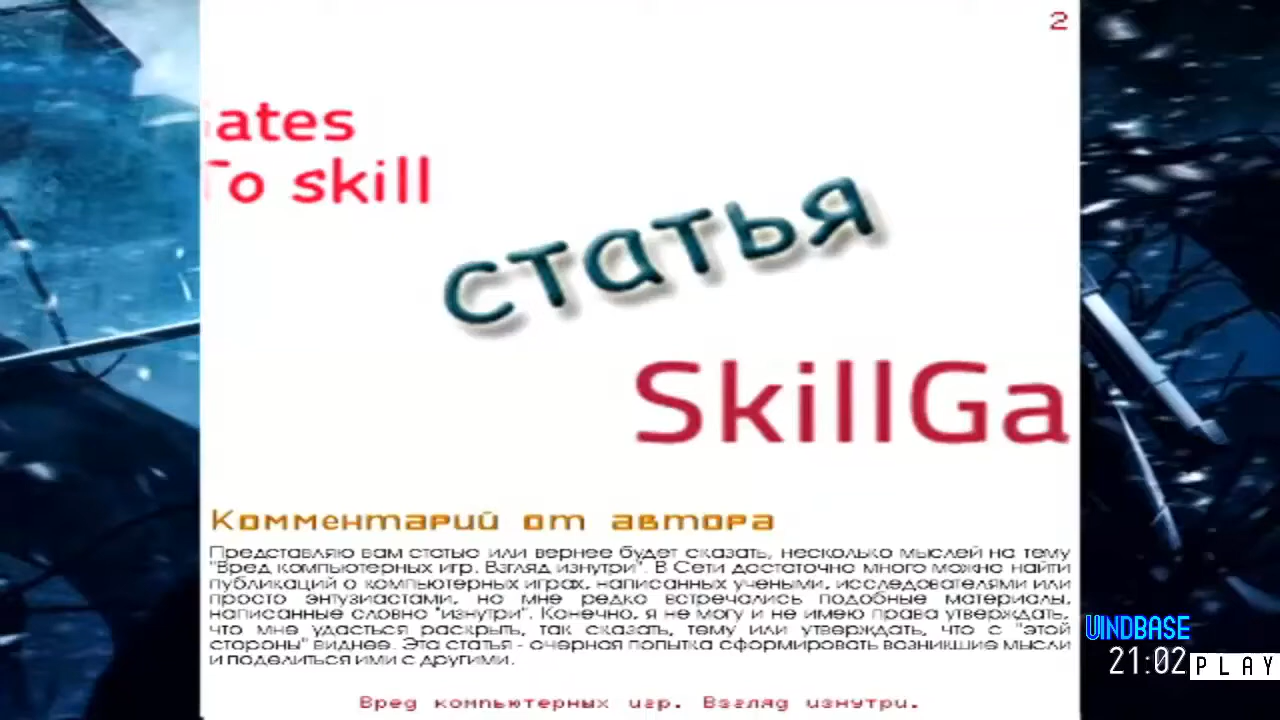 2
ates
To skill
статья
SkillGa
Комментарий от автора
Представляю вам статью или вернее будет сказать, несколько мыслей на тему
"Вред компьютерных игр. Взгляд изнутри". В Сети достаточно много можно найти
публикаций о компьютерных играх, написанных учеными, исследователями или
просто энтузиастами, но мне редко встречались подобные материалы,
написанные словно "изнутри". Конечно, я не могу и не имею права утверждать,
что мне удасться раскрыть, так сказать, тему или утверждать, что с "этой
стороны" виднее. Эта статья - очерная попытка сформировать возникшие мысли
и поделиться ими с другими.
Вред компьютерных игр. Взгляд изнутри.
WINDBASE
21:02 PLAY